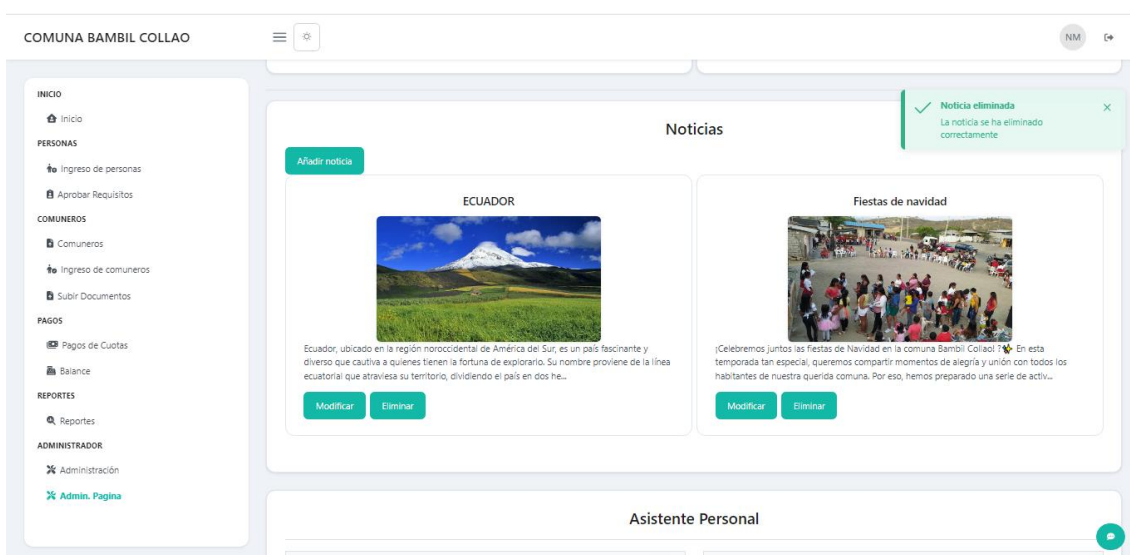 COMUNA BAMBIL COLLAO
NM
INICIO
Inicio
PERSONAS
Ingreso de personas
Aprobar Requísitos
COMUNEROS
Comuneros
Ingreso de comuneros
Subir Documentos
PAGOS
Pagos de Cuotas
Balance
REPORTES
Reportes
ADMINISTRADOR
Administración
Admin. Pagina
Noticia eliminada
La noticia se ha eliminado
correctamente
Noticias
Añadir noticia
ECUADOR
Ecuador, ubicado en la región noroccidental de América del Sur, es un país fascinante y
diverso que cautiva a quienes tienen la fortuna de explorarlo. Su nombre proviene de la línea
ecuatorial que atraviesa su territorio, dividiendo el país en dos he...
Modificar
Eliminar
Fiestas de navidad
¡Celebremos juntos las fiestas de Navidad en la comuna Bambil Collao! ?✨ En esta
temporada tan especial, queremos compartir momentos de alegría y unión con todos los
habitantes de nuestra querida comuna. Por eso, hemos preparado una serie de activ...
Modificar
Eliminar
Asistente Personal